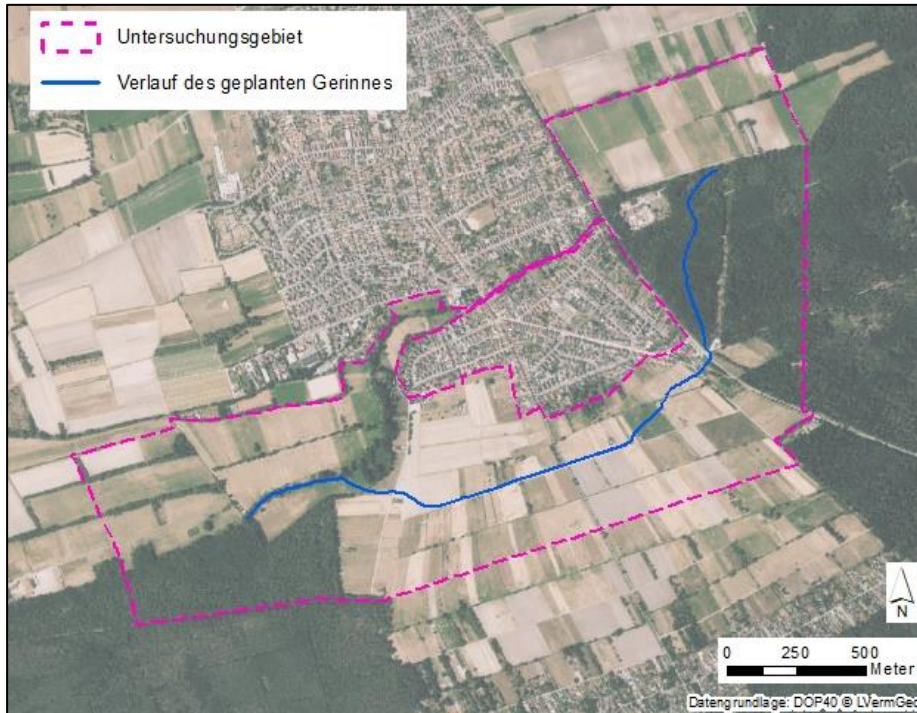 Untersuchungsgebiet
Verlauf des geplanten Gerinnes
N
0 250 500
Meter
Datengrundlage: DOP40 © LVermGeo